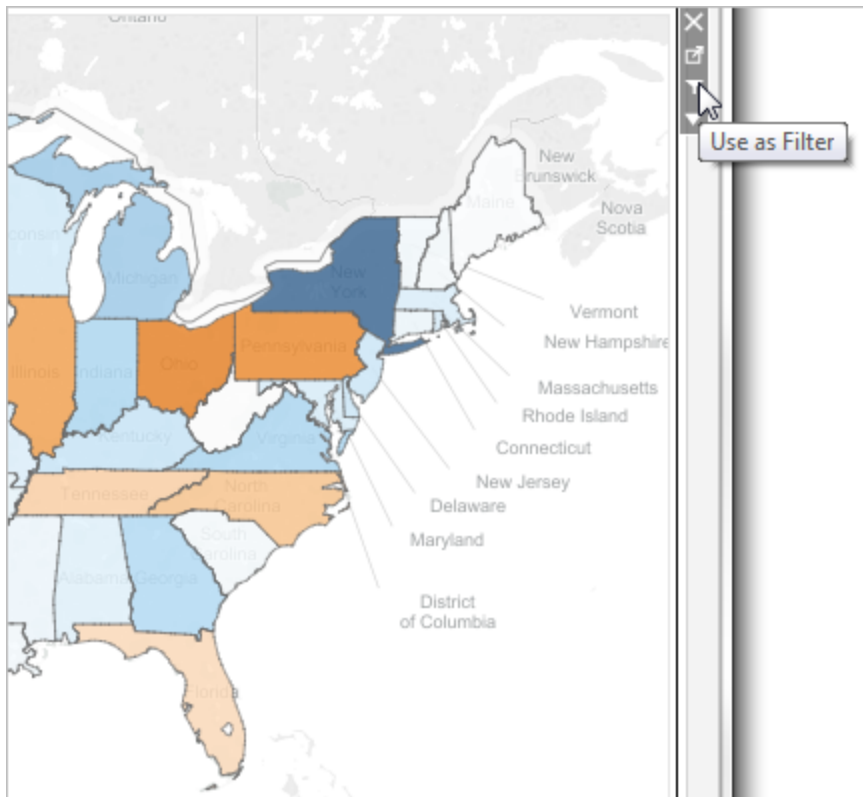 Ontario
New
Brunswick
Maine
Nova
Scotia
consin
Michigan
New
York
Vermont
New Hampshire
Illinois
Indiana
Ohio
Pennsylvania
Massachusetts
Rhode Island
Connecticut
Kentucky
Virginia
New Jersey
Delaware
Tennessee
North
Carolina
Maryland
South
Carolina
Alabama
Georgia
District
of Columbia
Florida
Use as Filter